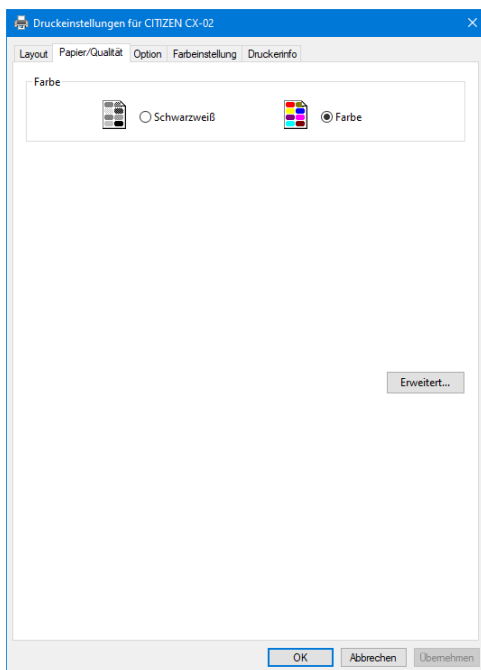 Druckeinstellungen für CITIZEN CX-02
Layout Papier/Qualität Option Farbeinstellung Druckerinfo
Farbe
Schwarzweiß Farbe
Erweitert...
OK Abbrechen Übernehmen